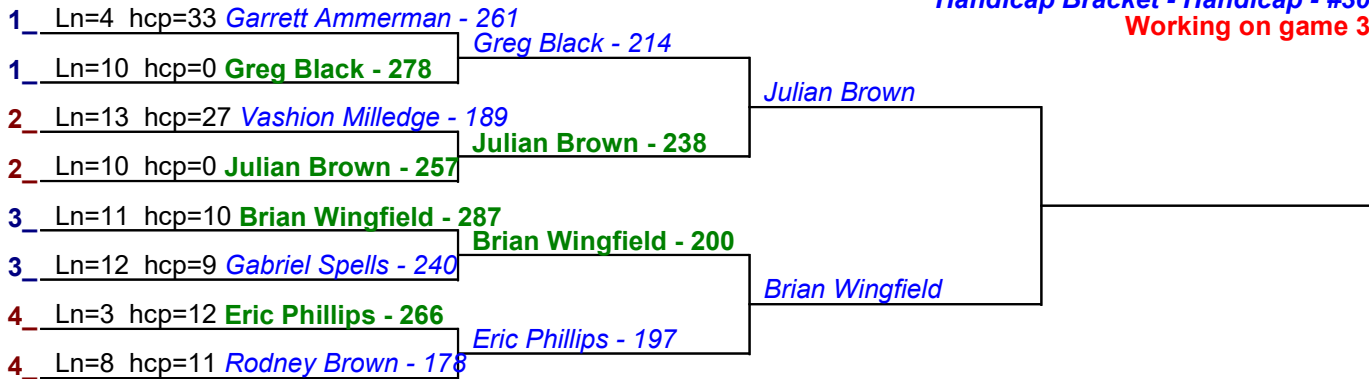 Handicap Bracket - Handicap - #30
Working on game 3
1_ Ln=4 hcp=33 Garrett Ammerman - 261
Greg Black - 214
1_ Ln=10 hcp=0 Greg Black - 278
Julian Brown
2_ Ln=13 hcp=27 Vashion Milledge - 189
Julian Brown - 238
2_ Ln=10 hcp=0 Julian Brown - 257
3_ Ln=11 hcp=10 Brian Wingfield - 287
Brian Wingfield - 200
3_ Ln=12 hcp=9 Gabriel Spells - 240
Brian Wingfield
4_ Ln=3 hcp=12 Eric Phillips - 266
Eric Phillips - 197
4_ Ln=8 hcp=11 Rodney Brown - 178